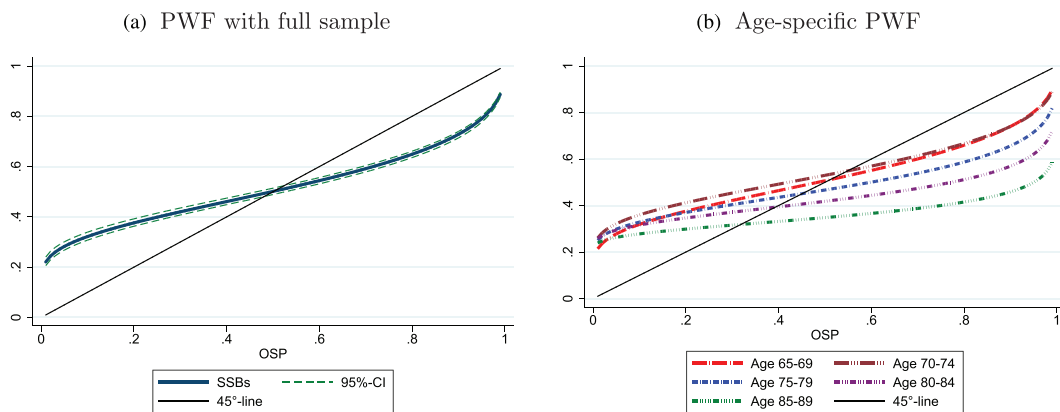 (a) PWF with full sample
1
.8
.6
.4
.2
0
0 .2 .4 .6 .8 1
OSP
SSBs 95%-CI
45°-line
(b) Age-specific PWF
1
.8
.6
.4
.2
0
0 .2 .4 .6 .8 1
OSP
Age 65-69 Age 70-74
Age 75-79 Age 80-84
Age 85-89 45°-line